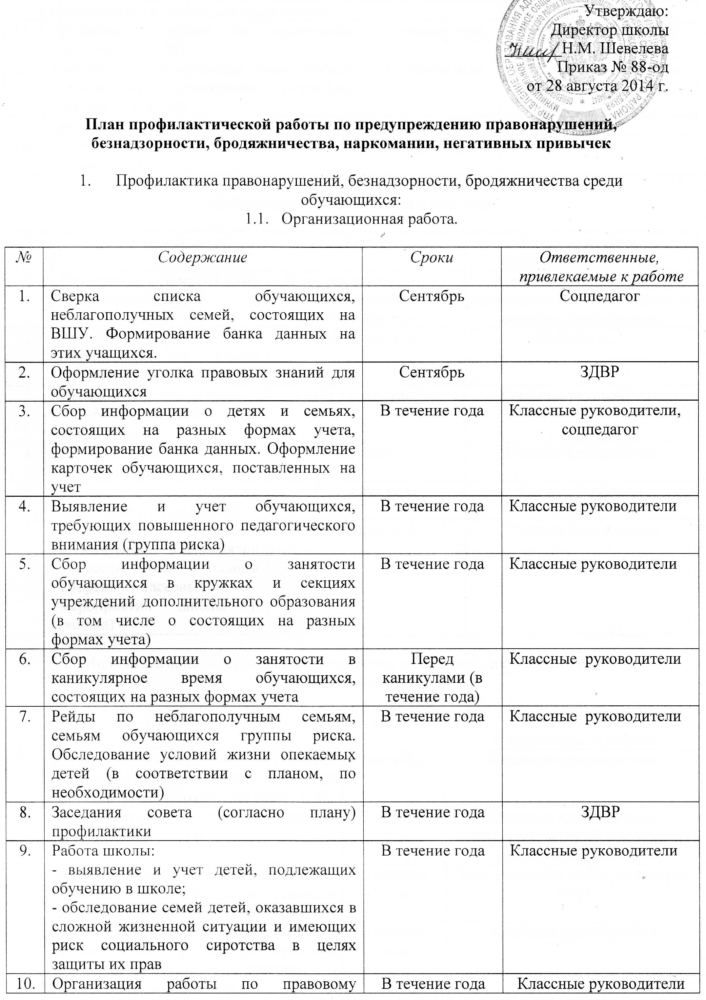 Утверждаю:
Директор школы
Н.М. Шевелева
Приказ № 88-од
от 28 августа 2014 г.
План профилактической работы по предупреждению правонарушений,
безнадзорности, бродяжничества, наркомании, негативных привычек
1. Профилактика правонарушений, безнадзорности, бродяжничества среди
обучающихся:
1.1. Организационная работа.
№ Содержание Сроки Ответственные,
привлекаемые к работе
1. Сверка списка обучающихся, Сентябрь Соцпедагог
неблагополучных семей, состоящих на
ВШУ. Формирование банка данных на
этих учащихся.
2. Оформление уголка правовых знаний для Сентябрь ЗДВР
обучающихся
3. Сбор информации о детях и семьях, В течение года Классные руководители,
состоящих на разных формах учета, соцпедагог
формирование банка данных. Оформление
карточек обучающихся, поставленных на
учет
4. Выявление и учет обучающихся, В течение года Классные руководители
требующих повышенного педагогического
внимания (группа риска)
5. Сбор информации о занятости В течение года Классные руководители
обучающихся в кружках и секциях
учреждений дополнительного образования
(в том числе о состоящих на разных
формах учета)
6. Сбор информации о занятости в Перед Классные руководители
каникулярное время обучающихся, каникулами (в
состоящих на разных формах учета течение года)
7. Рейды по неблагополучным семьям, В течение года Классные руководители
семьям обучающихся группы риска.
Обследование условий жизни опекаемых
детей (в соответствии с планом, по
необходимости)
8. Заседания совета (согласно плану) В течение года ЗДВР
профилактики
9. Работа школы: В течение года Классные руководители
- выявление и учет детей, подлежащих
обучению в школе;
- обследование семей детей, оказавшихся в
сложной жизненной ситуации и имеющих
риск социального сиротства в целях
защиты их прав
10. Организация работы по правовому В течение года Классные руководители